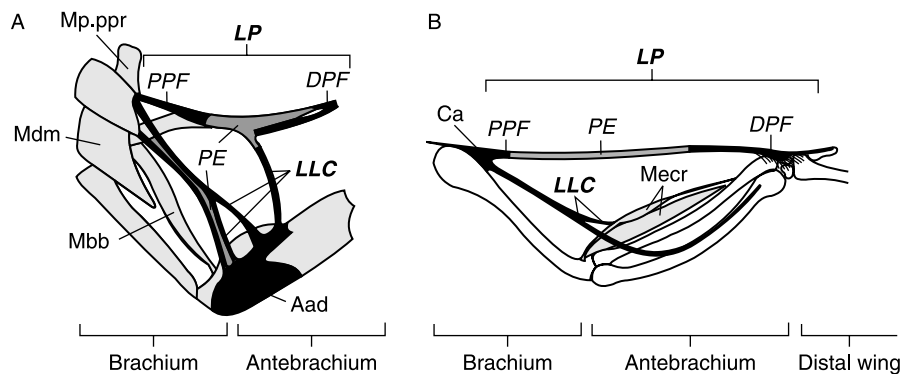 A
Mp.ppr
LP
PPF
DPF
Mdm
PE
LLC
Mbb
Aad
Brachium
Antebrachium
B
LP
Ca
PPF
PE
DPF
LLC
Mecr
Brachium
Antebrachium
Distal wing